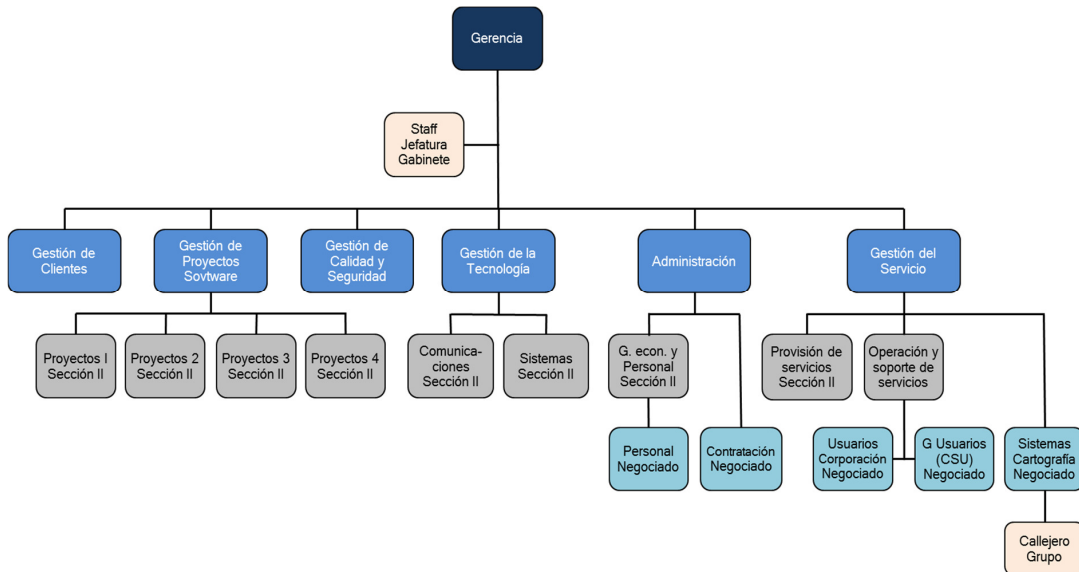 Gerencia
Staff
Jefatura
Gabinete
Gestión de
Clientes
Gestión de
Proyectos
Sovtware
Gestión de
Calidad y
Seguridad
Gestión de la
Tecnología
Administración
Gestión del
Servicio
Proyectos I
Sección II
Proyectos 2
Sección II
Proyectos 3
Sección II
Proyectos 4
Sección II
Comunica-
ciones
Sección II
Sistemas
Sección II
G. econ. y
Personal
Sección II
Provisión de
servicios
Sección II
Operación y
soporte de
servicios
Personal
Negociado
Contratación
Negociado
Usuarios
Corporación
Negociado
G Usuarios
(CSU)
Negociado
Sistemas
Cartografía
Negociado
Callejero
Grupo